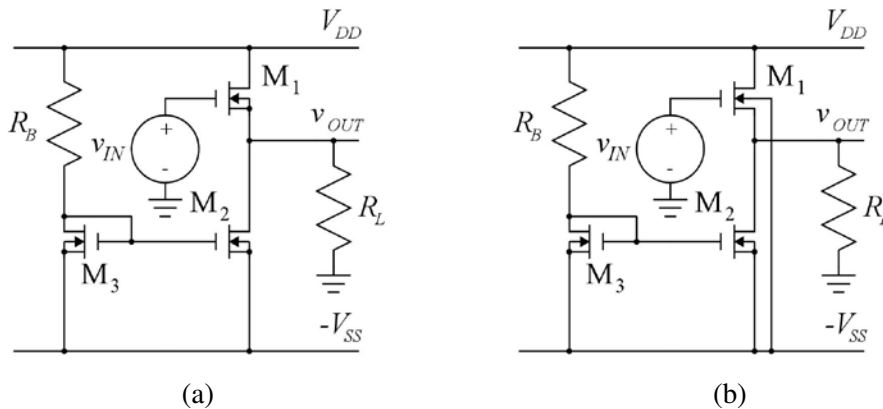 V_DD
M_1
R_B
v_IN
v_OUT
M_2
R_L
M_3
-V_SS
(a)
V_DD
M_1
R_B
v_IN
v_OUT
M_2
M_3
-V_SS
(b)